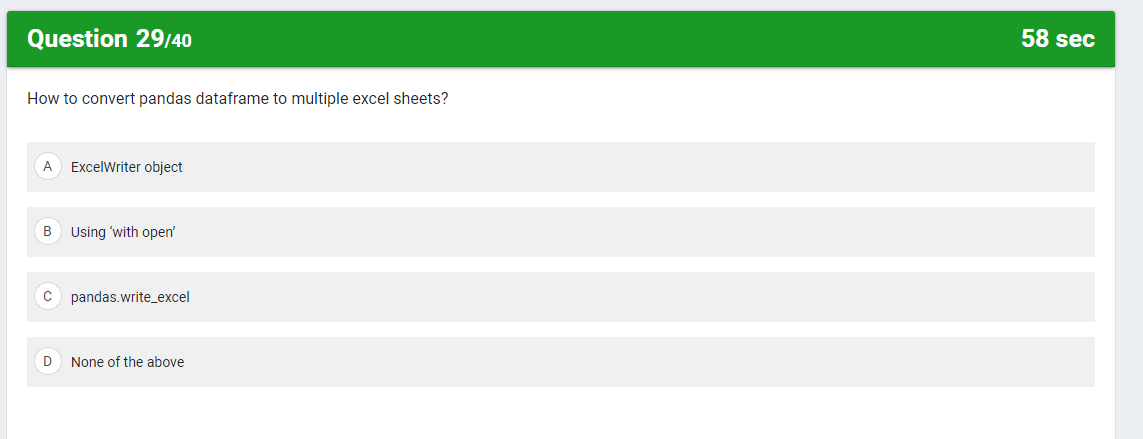 Question 29/40 58 sec
How to convert pandas dataframe to multiple excel sheets?
A ExcelWriter object
B Using ‘with open’
C pandas.write_excel
D None of the above